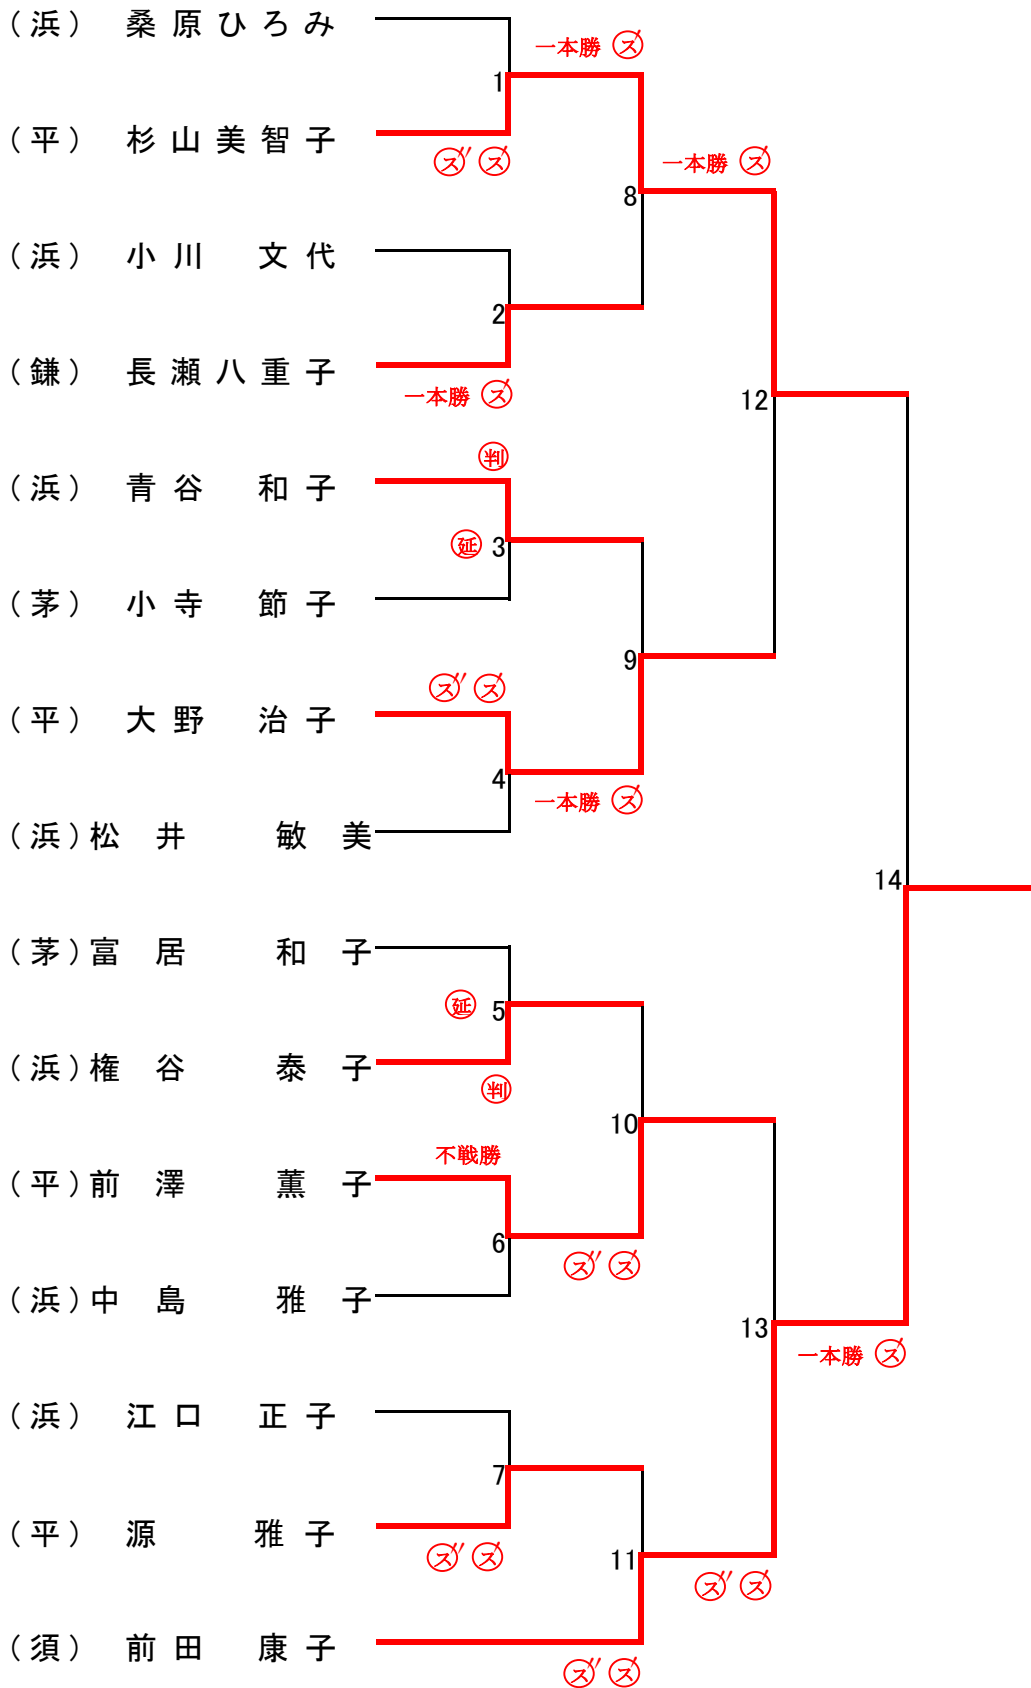 (浜) 桑原ひろみ
一本勝 ス
1
(平) 杉山美智子
ス〃 ス
一本勝 ス
8
(浜) 小川 文代
2
(鎌) 長瀬八重子
一本勝 ス
12
判
(浜) 青谷 和子
延 3
(茅) 小寺 節子
9
ス〃 ス
(平) 大野 治子
4
一本勝 ス
(浜)松井 敏美
14
(茅)富居 和子
延 5
(浜)権谷 泰子
判
10
不戦勝
(平)前澤 薫子
6
ス〃 ス
(浜)中島 雅子
13
一本勝 ス
(浜) 江口 正子
7
(平) 源 雅子
ス〃 ス
11
ス〃 ス
(須) 前田 康子
ス〃 ス